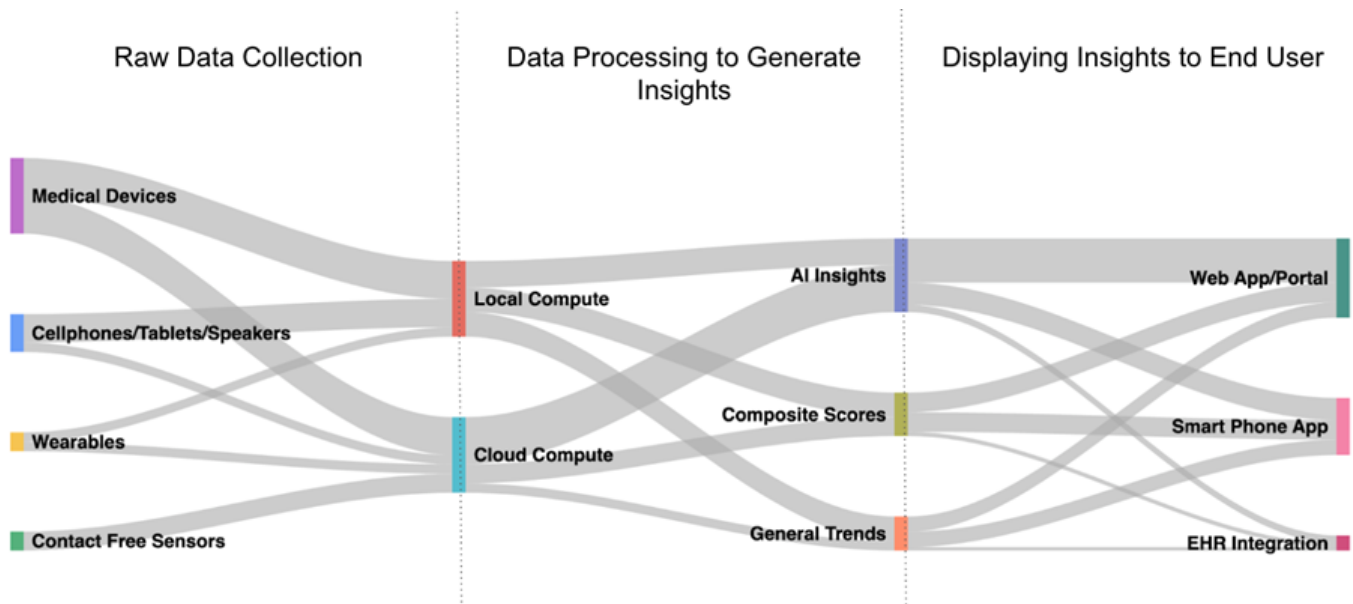 Raw Data Collection
Data Processing to Generate
Insights
Displaying Insights to End User
Medical Devices
Cellphones/Tablets/Speakers
Wearables
Contact Free Sensors
Local Compute
Cloud Compute
AI Insights
Composite Scores
General Trends
Web App/Portal
Smart Phone App
EHR Integration